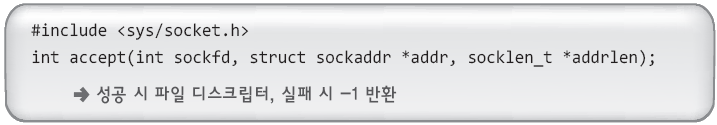 #include <sys/socket.h>
int accept(int sockfd, struct sockaddr *addr, socklen_t *addrlen);
➜ 성공 시 파일 디스크립터, 실패 시 –1 반환